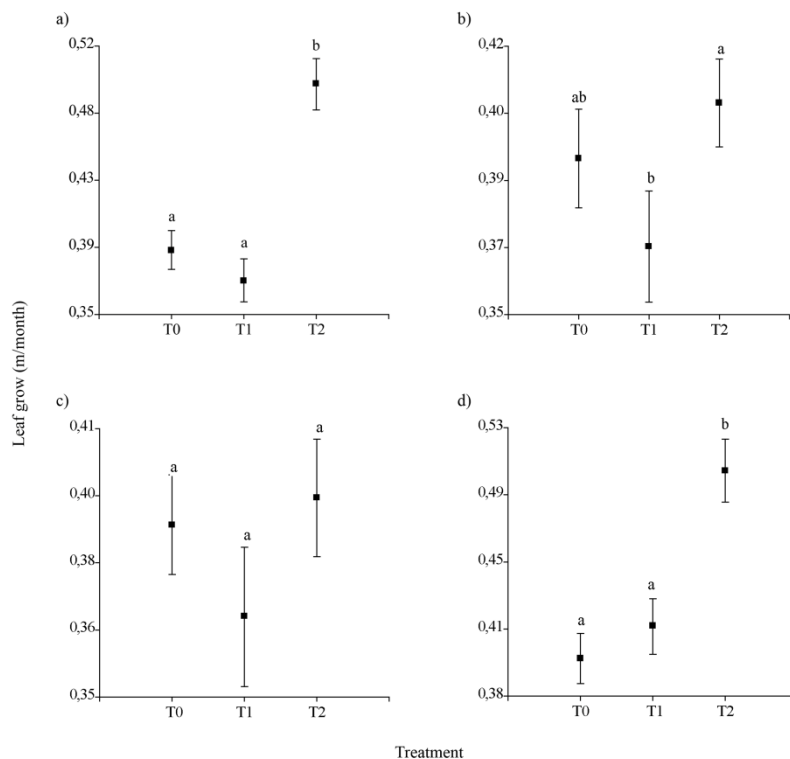 a)
0,52
0,48
0,43
0,39
0,35
a
a
b
T0 T1 T2
b)
0,42
0,40
0,39
0,37
0,35
ab
b
a
T0 T1 T2
Leaf grow (m/month)
c)
0,41
0,40
0,38
0,36
0,35
a
a
a
T0 T1 T2
d)
0,53
0,49
0,45
0,41
0,38
a
a
b
T0 T1 T2
Treatment